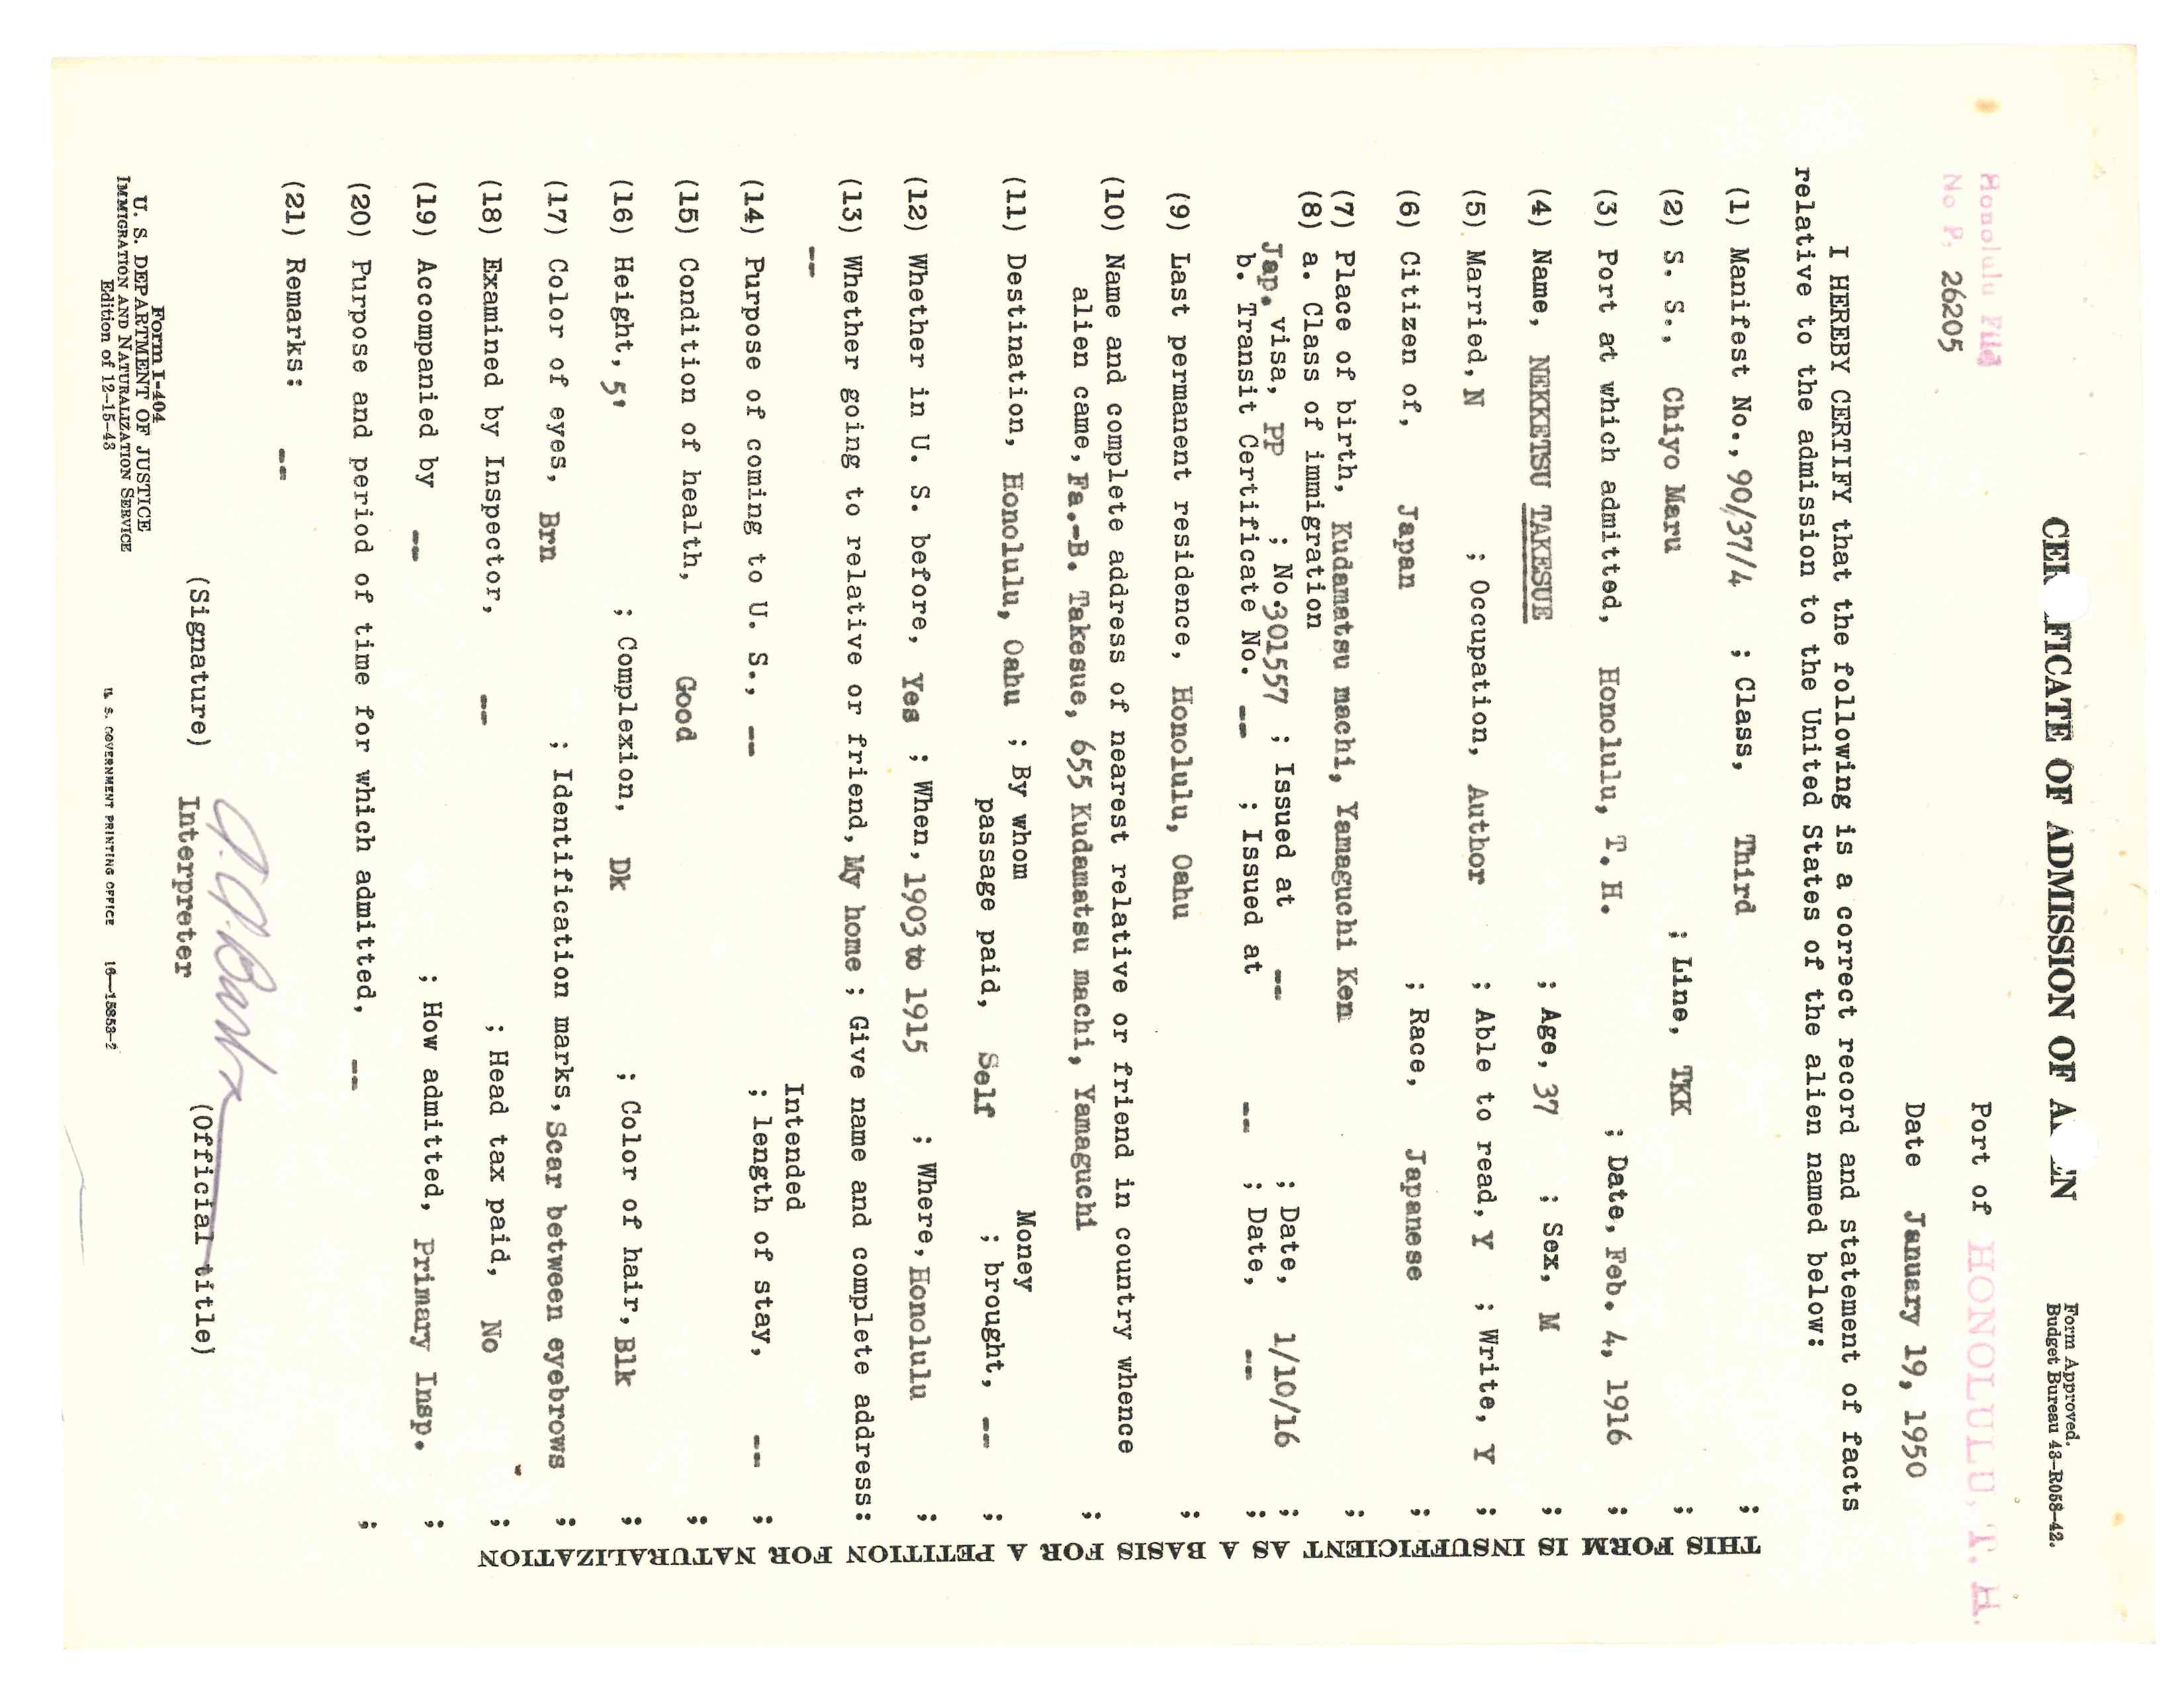 CER FICATE OF ADMISSION OF A EN
Form Approved.
Budget Bureau 43-R058-42.
Honolulu File
No P. 26205
Port of HONOLULU, T. H.
Date January 19, 1950
I HEREBY CERTIFY that the following is a correct record and statement of facts
relative to the admission to the United States of the alien named below:
(1) Manifest No., 90/37/4 ; Class, Third ;
(2) S. S., Chiyo Maru ; Line, TKK ;
(3) Port at which admitted, Honolulu, T. H. ; Date, Feb. 4, 1916 ;
(4) Name, NEKKETSU TAKESUE ; Age, 37 ; Sex, M ;
(5) Married, N ; Occupation, Author ; Able to read, Y ; Write, Y ;
(6) Citizen of, Japan ; Race, Japanese ;
(7) Place of birth, Kudamatsu machi, Yamaguchi Ken ;
(8) a. Class of immigration
Jap. visa, PP ; No. 301557 ; Issued at -- ; Date, 1/10/16 ;
b. Transit Certificate No. -- ; Issued at -- ; Date, -- ;
(9) Last permanent residence, Honolulu, Oahu ;
(10) Name and complete address of nearest relative or friend in country whence
alien came, Fa.-B. Takesue, 655 Kudamatsu machi, Yamaguchi ;
(11) Destination, Honolulu, Oahu ; By whom Money
passage paid, Self ; brought, -- ;
(12) Whether in U. S. before, Yes ; When, 1903 to 1915 ; Where, Honolulu ;
(13) Whether going to relative or friend, My home ; Give name and complete address:
--
Intended
(14) Purpose of coming to U. S., -- ; length of stay, -- ;
(15) Condition of health, Good ;
(16) Height, 5' ; Complexion, Dk ; Color of hair, Blk ;
(17) Color of eyes, Brn ; Identification marks, Scar between eyebrows ;
(18) Examined by Inspector, -- ; Head tax paid, No ;
(19) Accompanied by -- ; How admitted, Primary Insp. ;
(20) Purpose and period of time for which admitted, -- ;
(21) Remarks: --
A. A. Barba
(Signature) Interpreter (Official title)
Form I-404
U. S. DEPARTMENT OF JUSTICE
IMMIGRATION AND NATURALIZATION SERVICE
Edition of 12-15-43
U. S. GOVERNMENT PRINTING OFFICE 16—15853-2
THIS FORM IS INSUFFICIENT AS A BASIS FOR A PETITION FOR NATURALIZATION